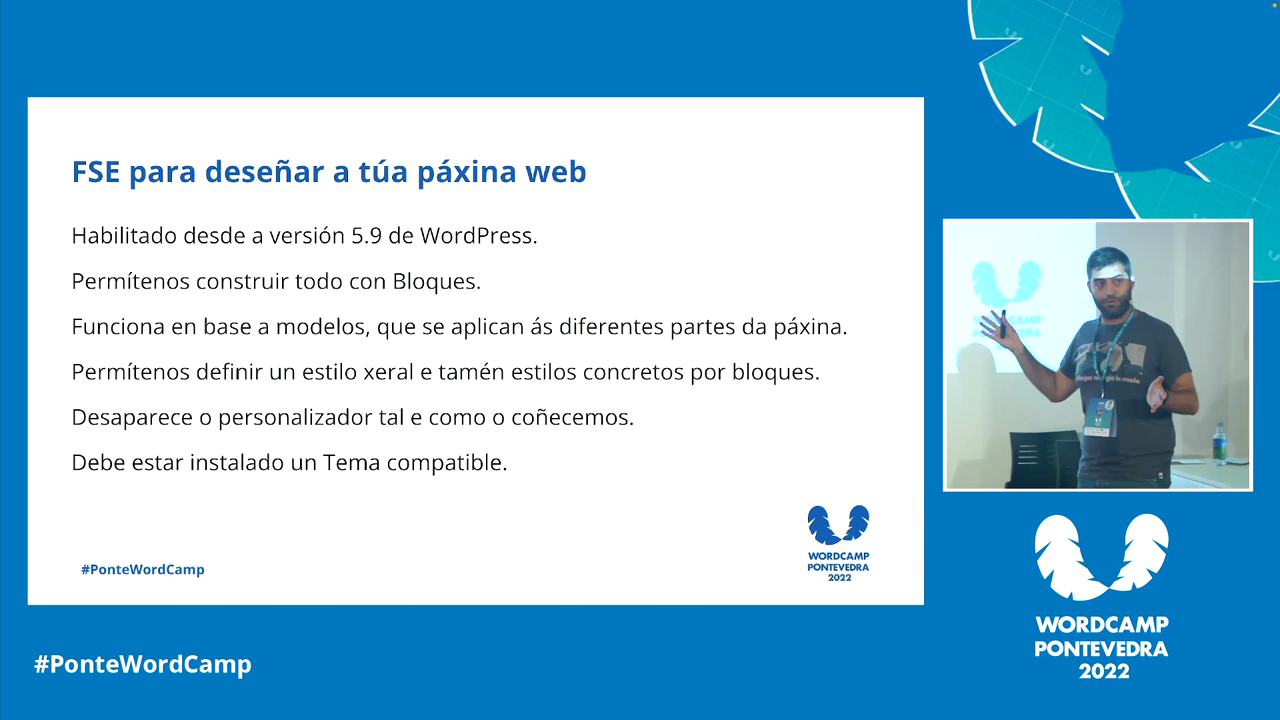 FSE para deseñar a túa páxina web
Habilitado desde a versión 5.9 de WordPress.
Permítenos construir todo con Bloques.
Funciona en base a modelos, que se aplican ás diferentes partes da páxina.
Permítenos definir un estilo xeral e tamén estilos concretos por bloques.
Desaparece o personalizador tal e como o coñecemos.
Debe estar instalado un Tema compatible.
#PonteWordCamp
WORDCAMP
PONTEVEDRA
2022
#PonteWordCamp
WORDCAMP
PONTEVEDRA
2022